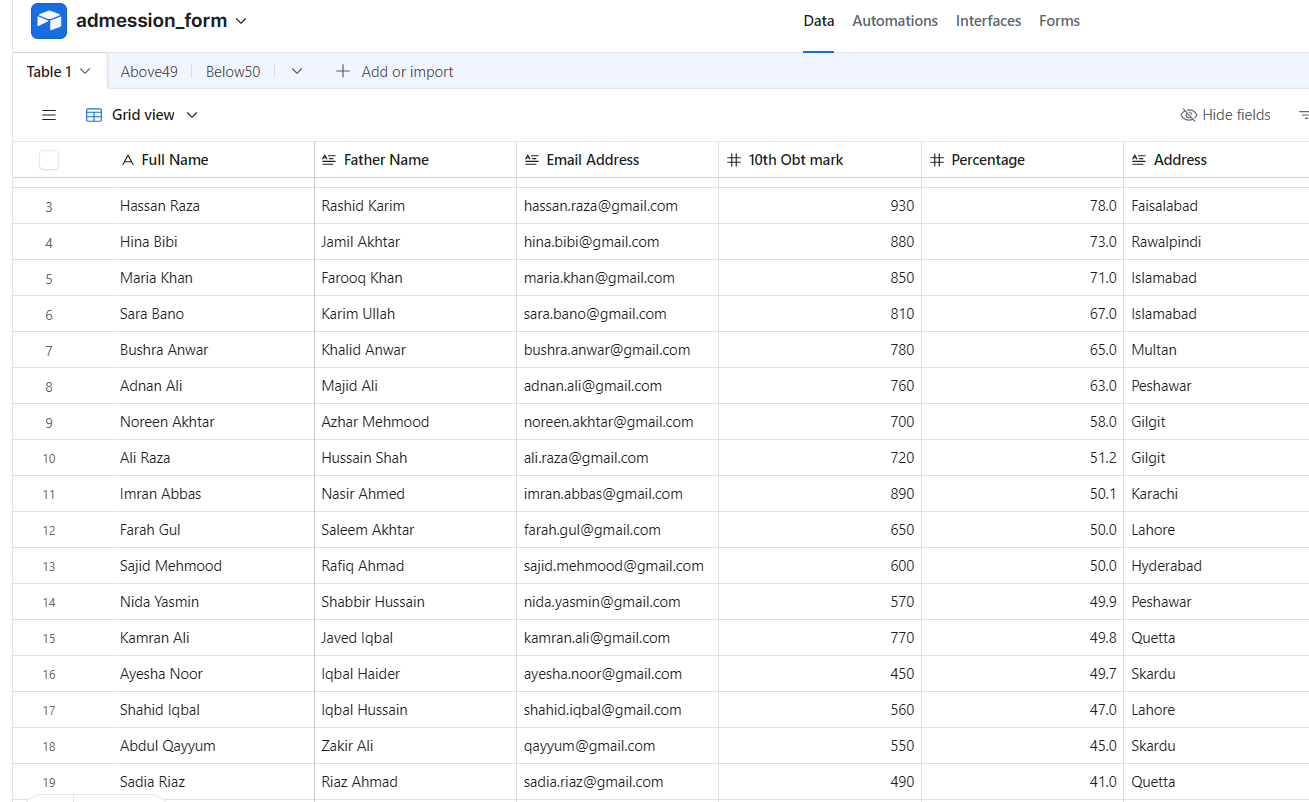 admession_form
Data Automations Interfaces Forms
Table 1 Above49 Below50 Add or import
Grid view Hide fields
Full Name Father Name Email Address 10th Obt mark Percentage Address
3 Hassan Raza Rashid Karim hassan.raza@gmail.com 930 78.0 Faisalabad
4 Hina Bibi Jamil Akhtar hina.bibi@gmail.com 880 73.0 Rawalpindi
5 Maria Khan Farooq Khan maria.khan@gmail.com 850 71.0 Islamabad
6 Sara Bano Karim Ullah sara.bano@gmail.com 810 67.0 Islamabad
7 Bushra Anwar Khalid Anwar bushra.anwar@gmail.com 780 65.0 Multan
8 Adnan Ali Majid Ali adnan.ali@gmail.com 760 63.0 Peshawar
9 Noreen Akhtar Azhar Mehmood noreen.akhtar@gmail.com 700 58.0 Gilgit
10 Ali Raza Hussain Shah ali.raza@gmail.com 720 51.2 Gilgit
11 Imran Abbas Nasir Ahmed imran.abbas@gmail.com 890 50.1 Karachi
12 Farah Gul Saleem Akhtar farah.gul@gmail.com 650 50.0 Lahore
13 Sajid Mehmood Rafiq Ahmad sajid.mehmood@gmail.com 600 50.0 Hyderabad
14 Nida Yasmin Shabbir Hussain nida.yasmin@gmail.com 570 49.9 Peshawar
15 Kamran Ali Javed Iqbal kamran.ali@gmail.com 770 49.8 Quetta
16 Ayesha Noor Iqbal Haider ayesha.noor@gmail.com 450 49.7 Skardu
17 Shahid Iqbal Iqbal Hussain shahid.iqbal@gmail.com 560 47.0 Lahore
18 Abdul Qayyum Zakir Ali qayyum@gmail.com 550 45.0 Skardu
19 Sadia Riaz Riaz Ahmad sadia.riaz@gmail.com 490 41.0 Quetta